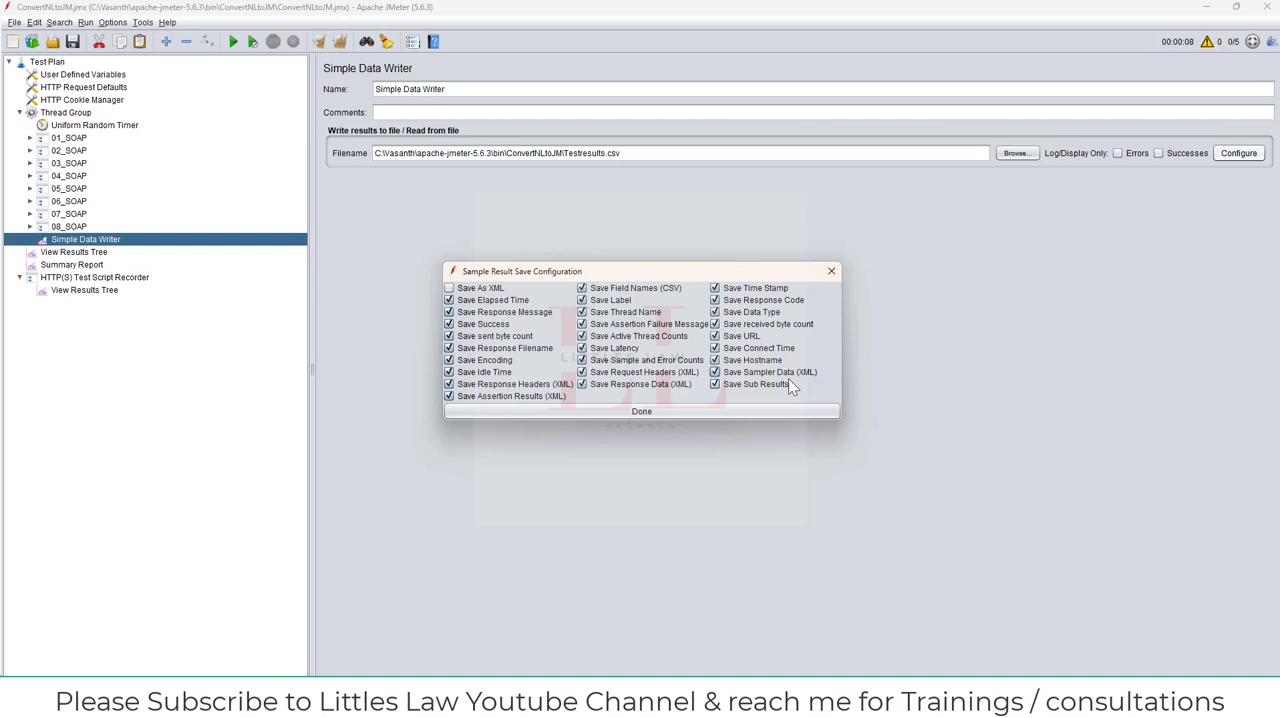 ConvertNLtoJM.jmx (C:\Vasanth\apache-jmeter-5.6.3\bin\ConvertNLtoJM\ConvertNLtoJM.jmx) - Apache JMeter (5.6.3)
File Edit Search Run Options Tools Help
00:00:08 0 0/5
Test Plan
User Defined Variables
HTTP Request Defaults
HTTP Cookie Manager
Thread Group
Uniform Random Timer
01_SOAP
02_SOAP
03_SOAP
04_SOAP
05_SOAP
06_SOAP
07_SOAP
08_SOAP
Simple Data Writer
View Results Tree
Summary Report
HTTP(S) Test Script Recorder
View Results Tree
Simple Data Writer
Name: Simple Data Writer
Comments:
Write results to file / Read from file
Filename C:\Vasanth\apache-jmeter-5.6.3\bin\ConvertNLtoJM\Testresults.csv Browse... Log/Display Only: Errors Successes Configure
Sample Result Save Configuration
Save As XML Save Field Names (CSV) Save Time Stamp
Save Elapsed Time Save Label Save Response Code
Save Response Message Save Thread Name Save Data Type
Save Success Save Assertion Failure Message Save received byte count
Save sent byte count Save Active Thread Counts Save URL
Save Response Filename Save Latency Save Connect Time
Save Encoding Save Sample and Error Counts Save Hostname
Save Idle Time Save Request Headers (XML) Save Sampler Data (XML)
Save Response Headers (XML) Save Response Data (XML) Save Sub Results
Save Assertion Results (XML)
Done
VASANTH
Please Subscribe to Littles Law Youtube Channel & reach me for Trainings / consultations